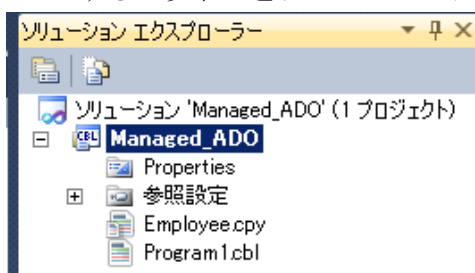 ソリューション エクスプローラー
ソリューション 'Managed_ADO' (1 プロジェクト)
Managed_ADO
Properties
参照設定
Employee.cpy
Program1.cbl